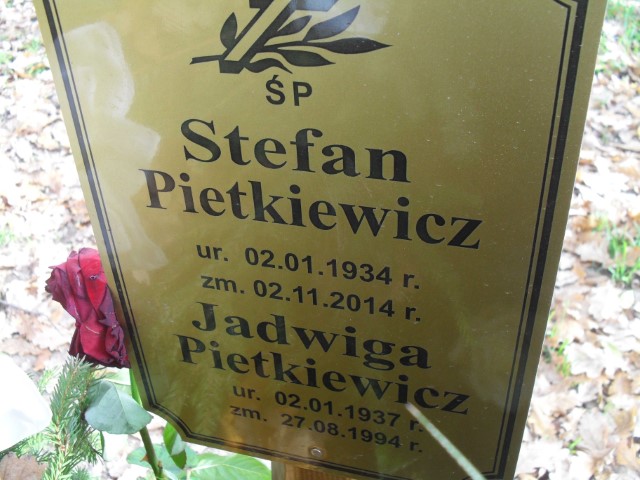 ŚP
Stefan
Pietkiewicz
ur. 02.01.1934 r.
zm. 02.11.2014 r.
Jadwiga
Pietkiewicz
ur. 02.01.1937 r.
zm. 27.08.1994 r.